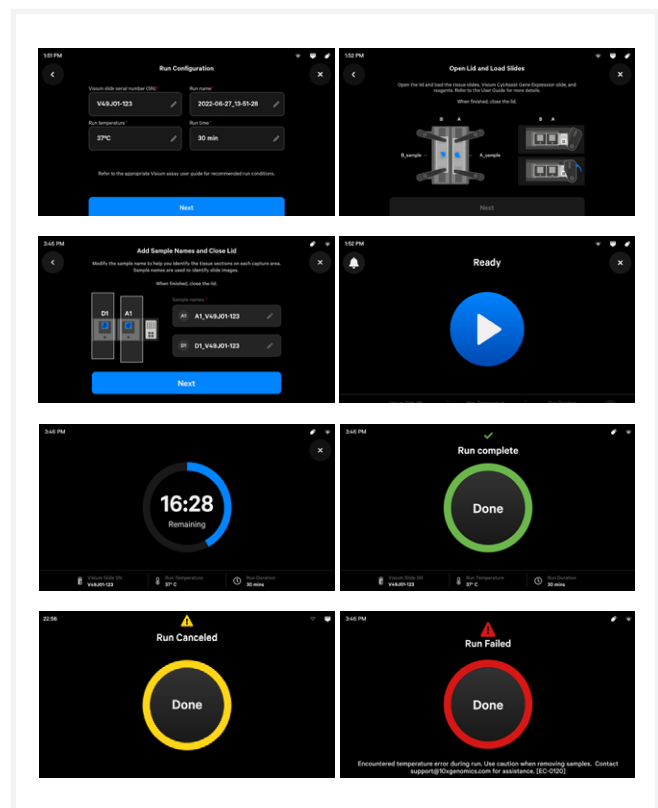 1:51 PM
Run Configuration
Visium slide serial number (SN)*
Run name*
V49J01-123
2022-06-27_13-51-28
Run temperature*
Run time*
37°C
30 min
Refer to the appropriate Visium assay user guide for recommended run conditions.
Next
1:52 PM
Open Lid and Load Slides
Open the lid and load the tissue slides, Visium CytAssist Gene Expression slide, and
reagents. Refer to the User Guide for more details.
When finished, close the lid.
B A
B A
B_sample
A_sample
Next
3:46 PM
Add Sample Names and Close Lid
Modify the sample name to help you identify the tissue sections on each capture area.
Sample names are used to identify slide images.
When finished, close the lid.
Sample names *
D1 A1
A1 A1_V49J01-123
D1 D1_V49J01-123
Next
1:52 PM
Ready
3:46 PM
16:28
Remaining
Visium Slide SN
V49J01-123
Run Temperature
37° C
Run Duration
30 mins
3:46 PM
Run complete
Done
Visium Slide SN
V49J01-123
Run Temperature
37° C
Run Duration
30 mins
22:56
Run Canceled
Done
3:46 PM
Run Failed
Done
Encountered temperature error during run. Use caution when removing samples. Contact
support@10xgenomics.com for assistance. [EC-0120]